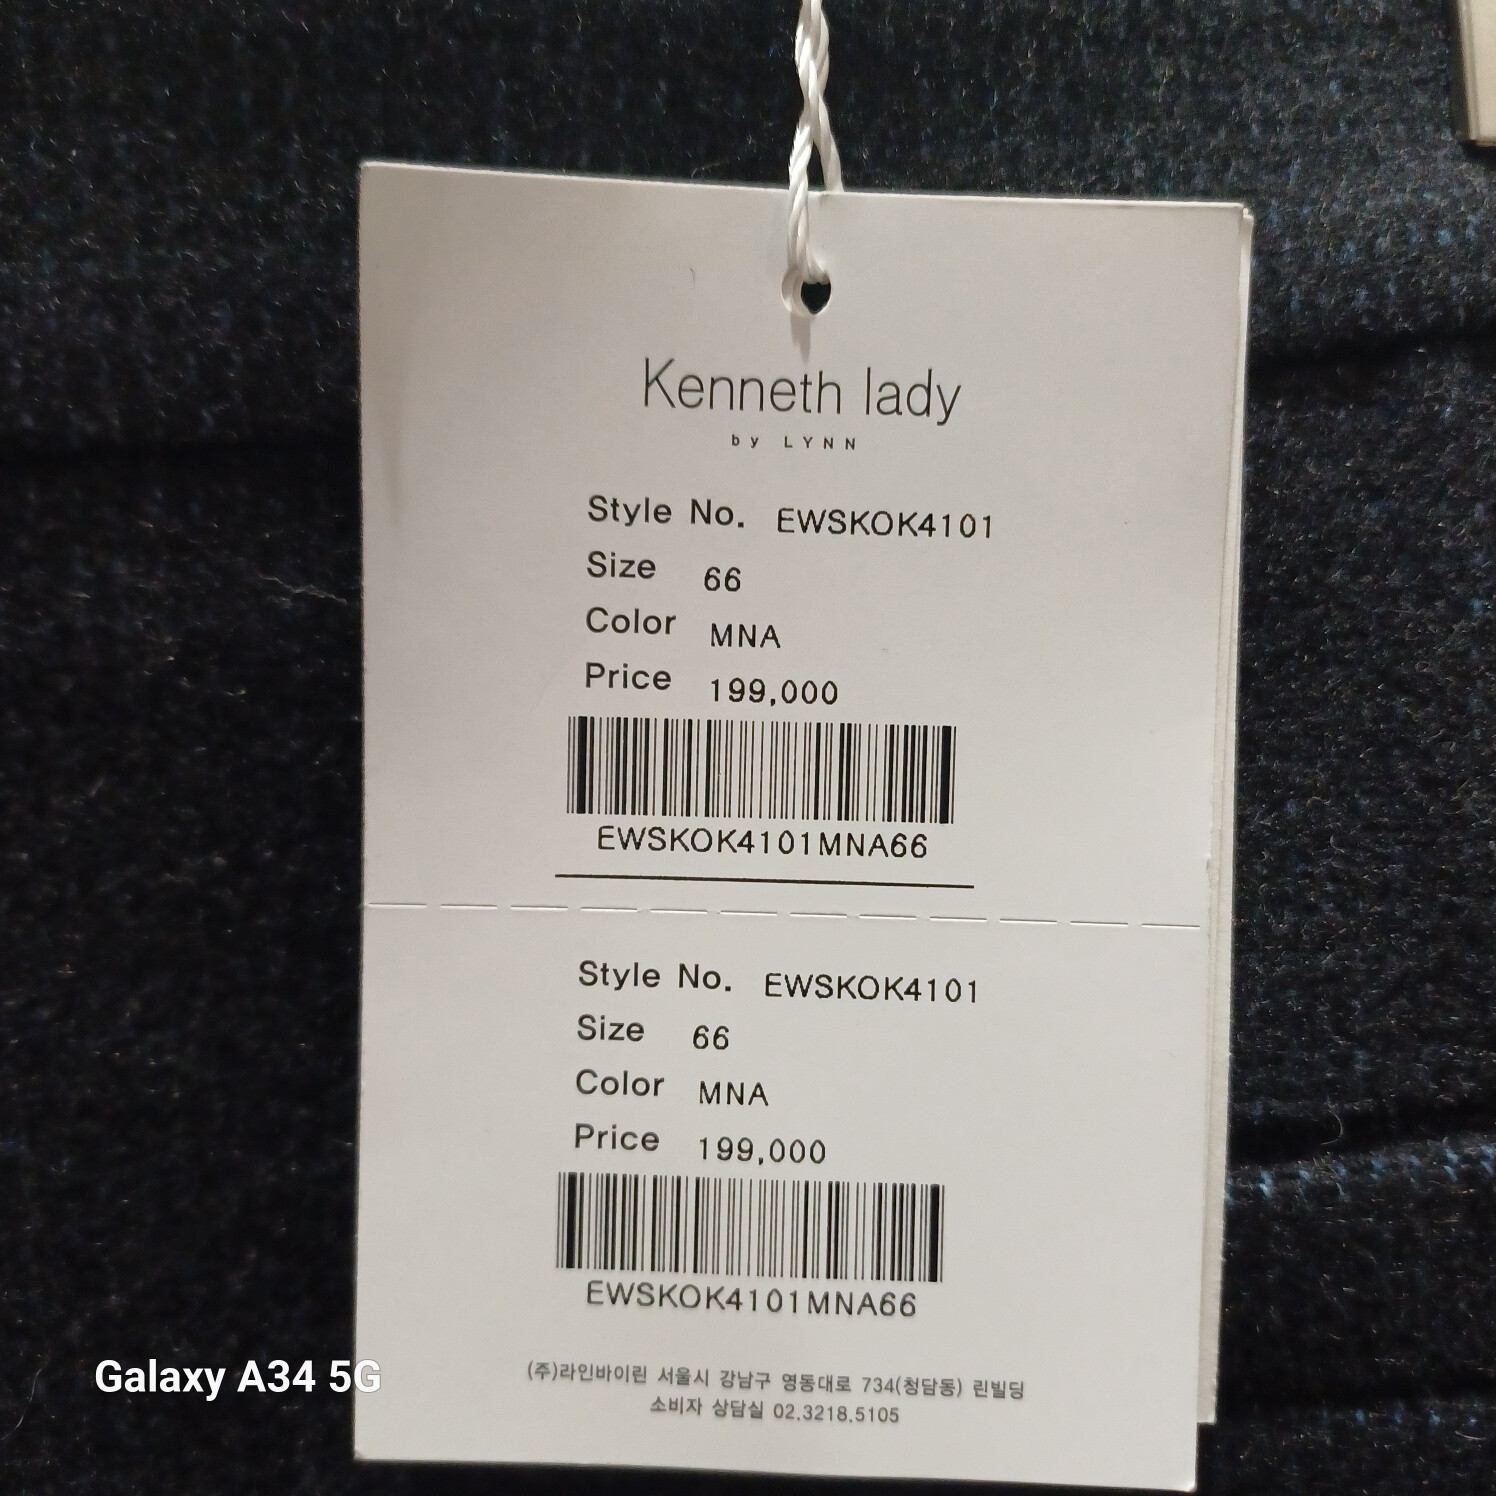 Kenneth lady
by LYNN
Style No. EWSKOK4101
Size 66
Color MNA
Price 199,000
EWSKOK4101MNA66
Style No. EWSKOK4101
Size 66
Color MNA
Price 199,000
EWSKOK4101MNA66
(주)라인바이린 서울시 강남구 영동대로 734(청담동) 린빌딩
소비자 상담실 02.3218.5105
Galaxy A34 5G